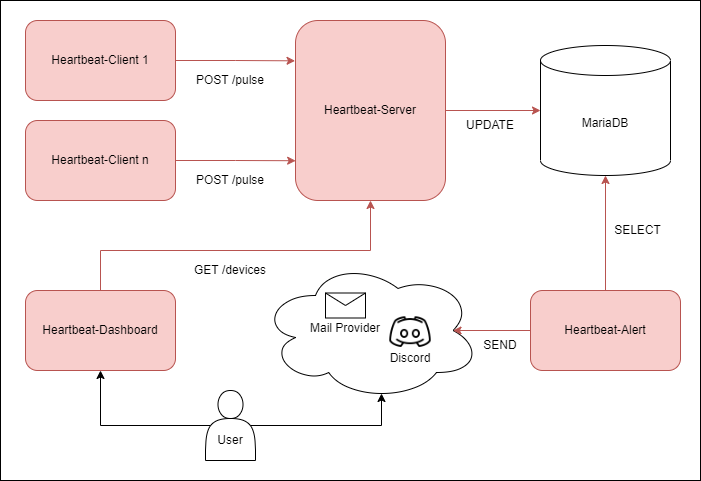 Heartbeat-Client 1
POST /pulse
Heartbeat-Server
UPDATE
MariaDB
Heartbeat-Client n
POST /pulse
SELECT
GET /devices
Heartbeat-Dashboard
Mail Provider
Discord
SEND
Heartbeat-Alert
User